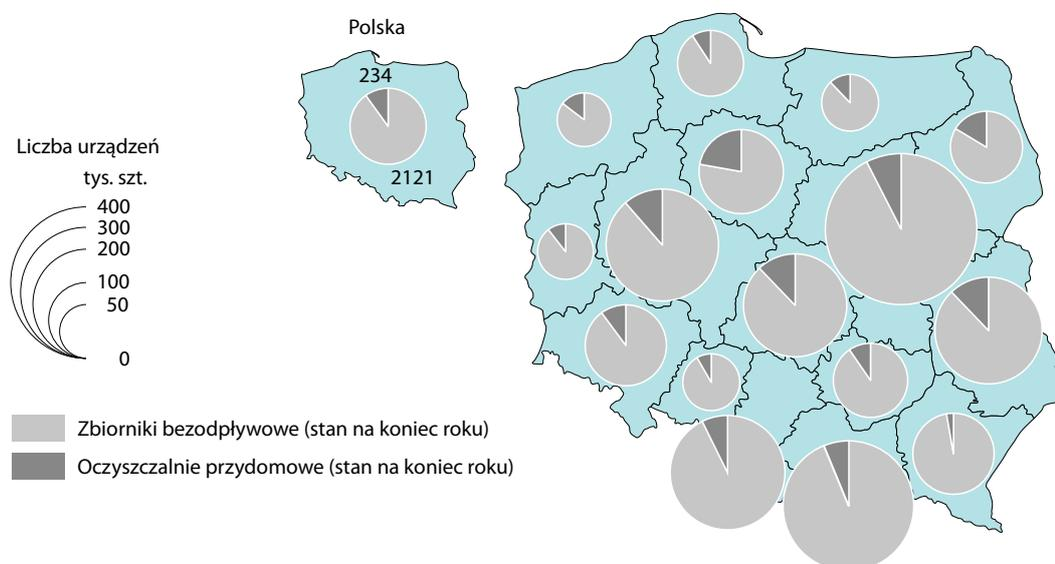 Polska
234
2121
Liczba urządzeń
tys. szt.
400
300
200
100
50
0
Zbiorniki bezodpływowe (stan na koniec roku)
Oczyszczalnie przydomowe (stan na koniec roku)